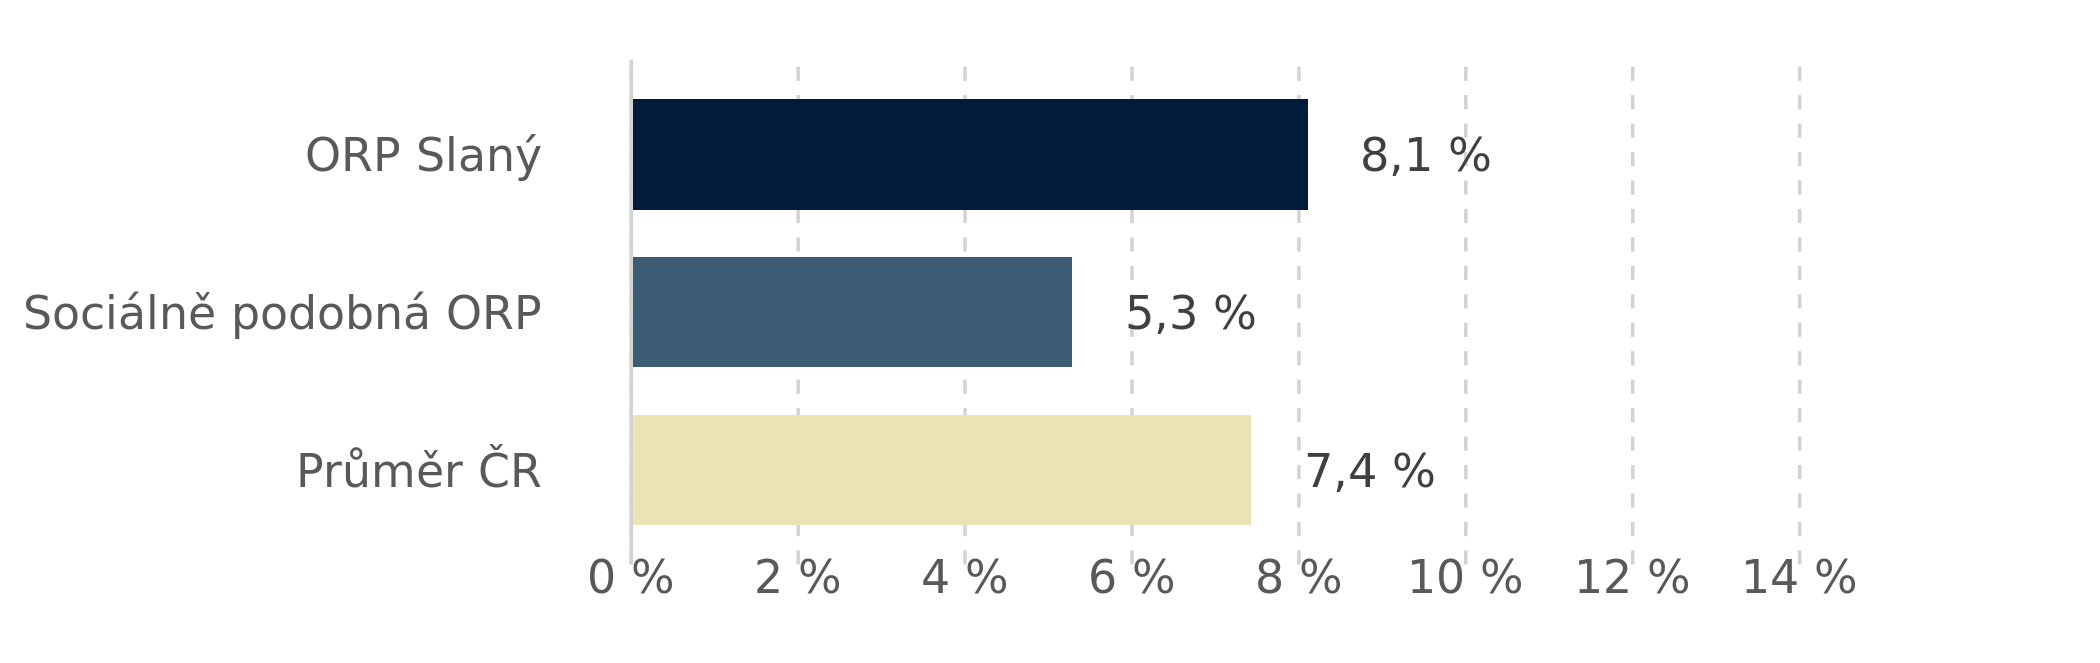 ORP Slaný
8,1 %
Sociálně podobná ORP
5,3 %
Průměr ČR
7,4 %
0 % 2 % 4 % 6 % 8 % 10 % 12 % 14 %